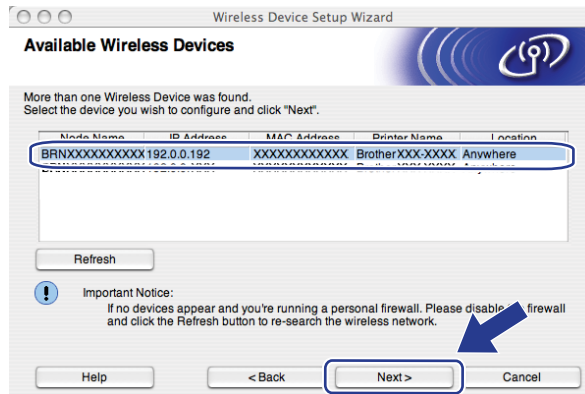 Wireless Device Setup Wizard
Available Wireless Devices
More than one Wireless Device was found.
Select the device you wish to configure and click "Next".
Node Name IP Address MAC Address Printer Name Location
BRNXXXXXXXXXX 192.0.0.192 XXXXXXXXXXXX Brother XXX-XXXX Anywhere
Refresh
Important Notice:
If no devices appear and you're running a personal firewall. Please disable firewall
and click the Refresh button to re-search the wireless network.
Help < Back Next > Cancel